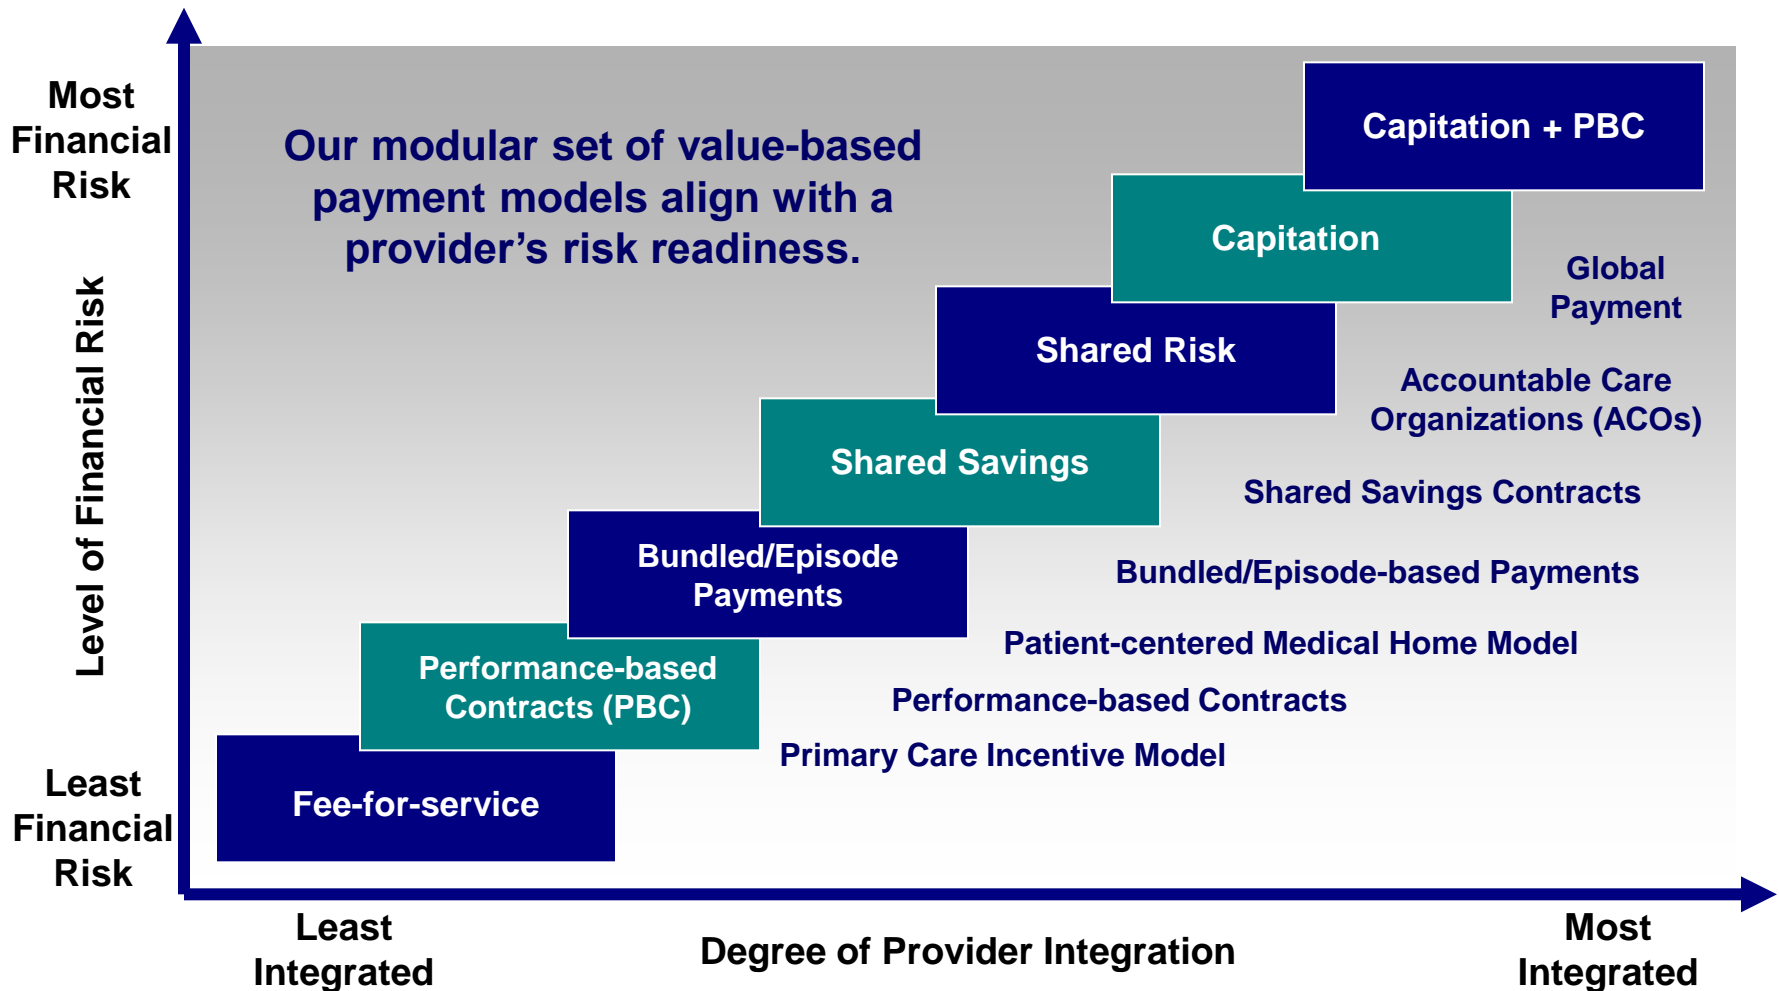 Most
Financial
Risk
Our modular set of value-based
payment models align with a
provider’s risk readiness.
Capitation + PBC
Capitation
Global
Payment
Level of Financial Risk
Shared Risk
Accountable Care
Organizations (ACOs)
Shared Savings
Shared Savings Contracts
Bundled/Episode
Payments
Bundled/Episode-based Payments
Patient-centered Medical Home Model
Performance-based
Contracts (PBC)
Performance-based Contracts
Primary Care Incentive Model
Fee-for-service
Least
Financial
Risk
Least
Integrated
Degree of Provider Integration
Most
Integrated